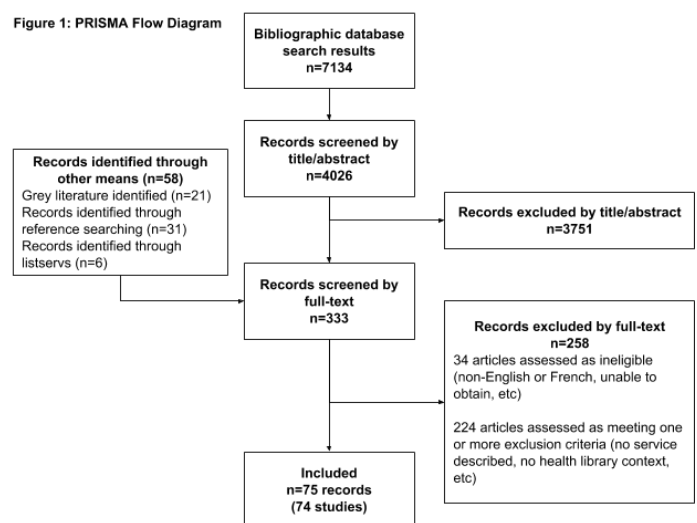 Figure 1: PRISMA Flow Diagram
Bibliographic database
search results
n=7134
Records screened by
title/abstract
n=4026
Records identified through
other means (n=58)
Grey literature identified (n=21)
Records identified through
reference searching (n=31)
Records identified through
listservs (n=6)
Records excluded by title/abstract
n=3751
Records screened by
full-text
n=333
Records excluded by full-text
n=258
34 articles assessed as ineligible
(non-English or French, unable to
obtain, etc)
224 articles assessed as meeting one
or more exclusion criteria (no service
described, no health library context,
etc)
Included
n=75 records
(74 studies)